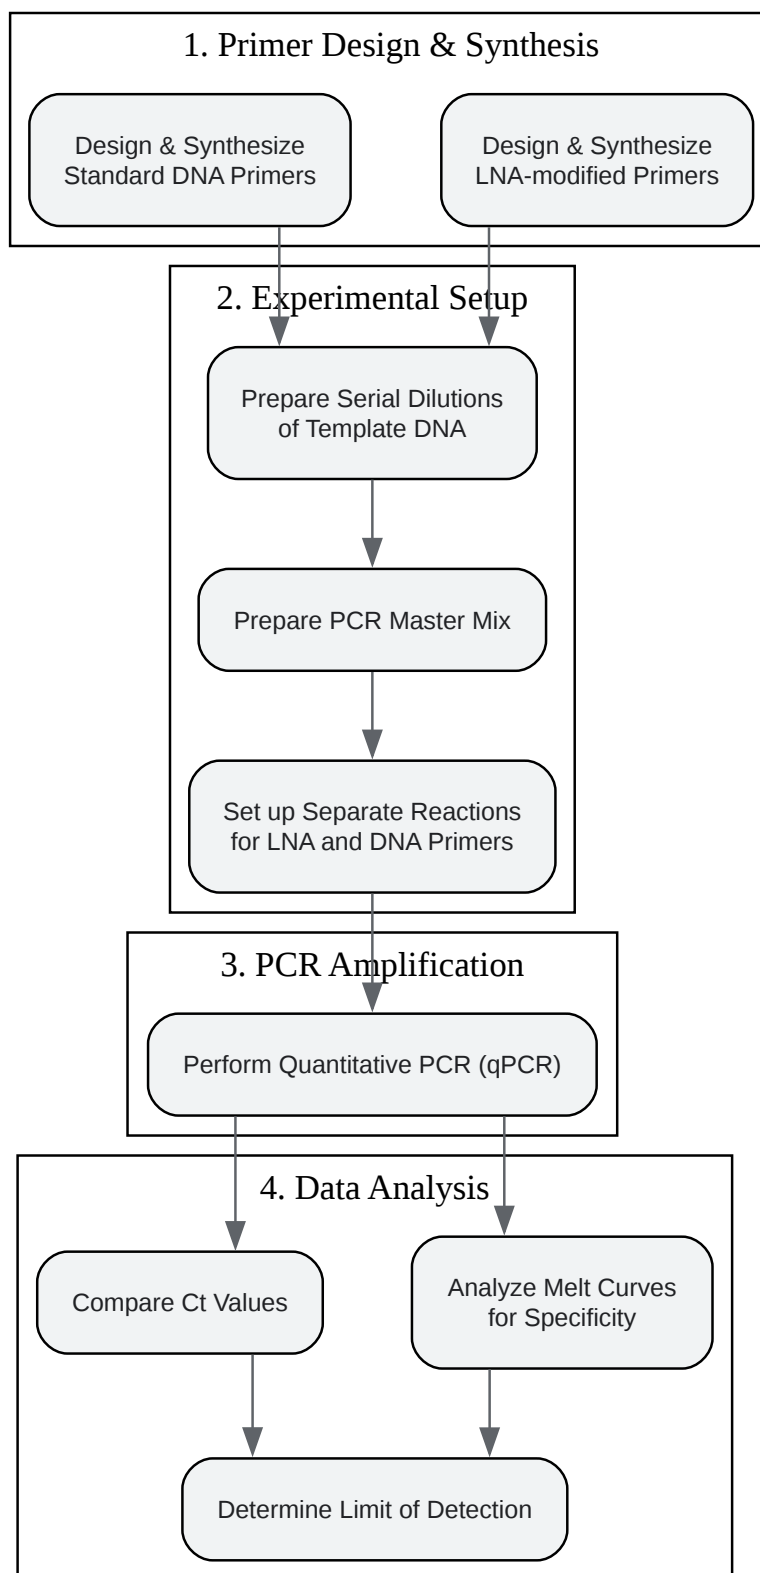 1. Primer Design & Synthesis
Design & Synthesize
Standard DNA Primers
Design & Synthesize
LNA-modified Primers
2. Experimental Setup
Prepare Serial Dilutions
of Template DNA
Prepare PCR Master Mix
Set up Separate Reactions
for LNA and DNA Primers
3. PCR Amplification
Perform Quantitative PCR (qPCR)
4. Data Analysis
Compare Ct Values
Analyze Melt Curves
for Specificity
Determine Limit of Detection